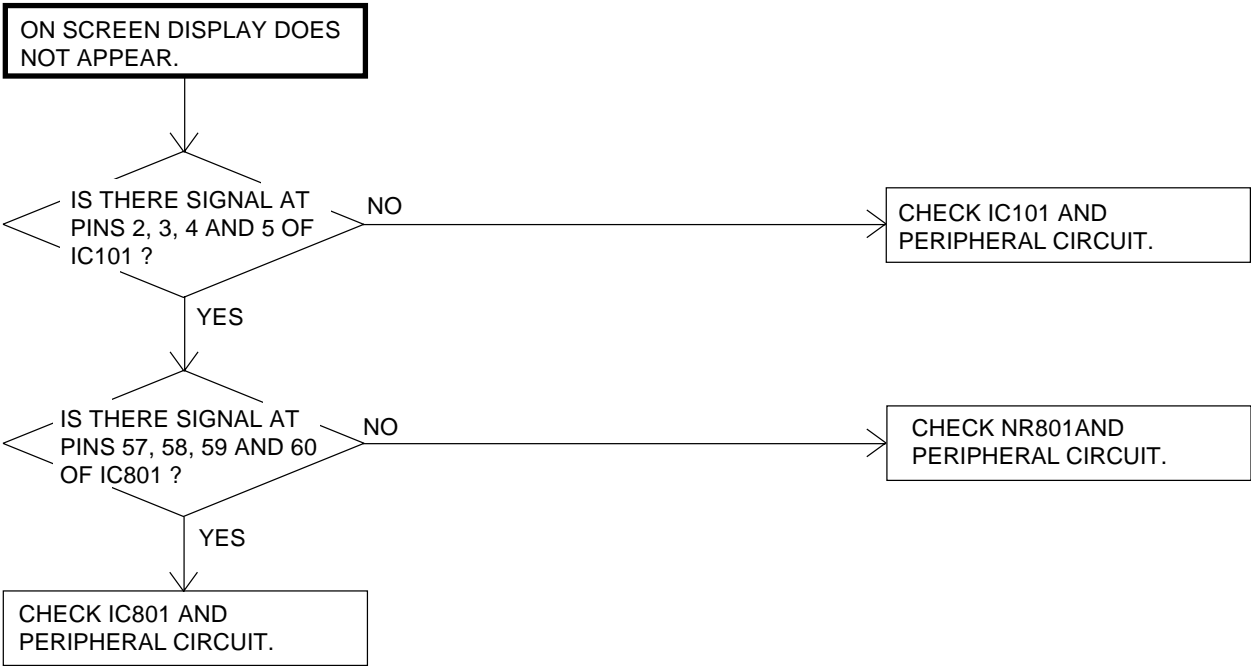 ON SCREEN DISPLAY DOES
NOT APPEAR.
IS THERE SIGNAL AT
PINS 2, 3, 4 AND 5 OF
IC101 ?
NO
CHECK IC101 AND
PERIPHERAL CIRCUIT.
YES
IS THERE SIGNAL AT
PINS 57, 58, 59 AND 60
OF IC801 ?
NO
CHECK NR801AND
PERIPHERAL CIRCUIT.
YES
CHECK IC801 AND
PERIPHERAL CIRCUIT.